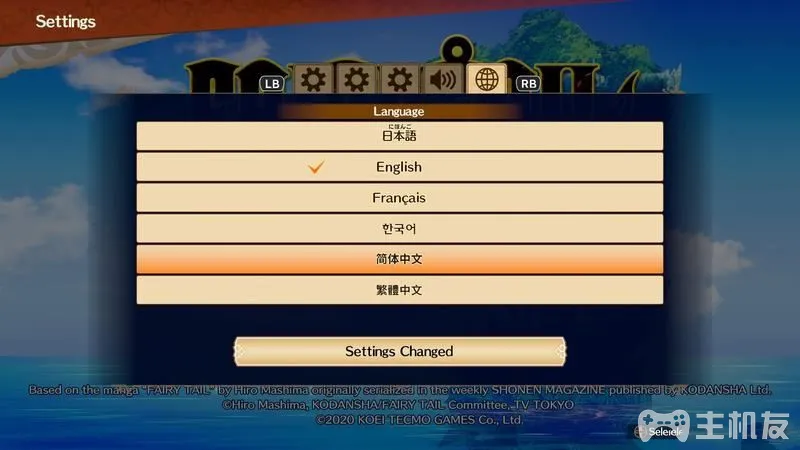 Settings
LB
RB
Language
にほんご
日本語
English
Français
한국어
简体中文
繁體中文
Settings Changed
Based on the manga "FAIRY TAIL" by Hiro Mashima originally serialized in the weekly SHONEN MAGAZINE published by KODANSHA Ltd.
©Hiro Mashima, KODANSHA/FAIRY TAIL Committee, TV TOKYO
©2020 KOEI TECMO GAMES Co., Ltd.
主机友